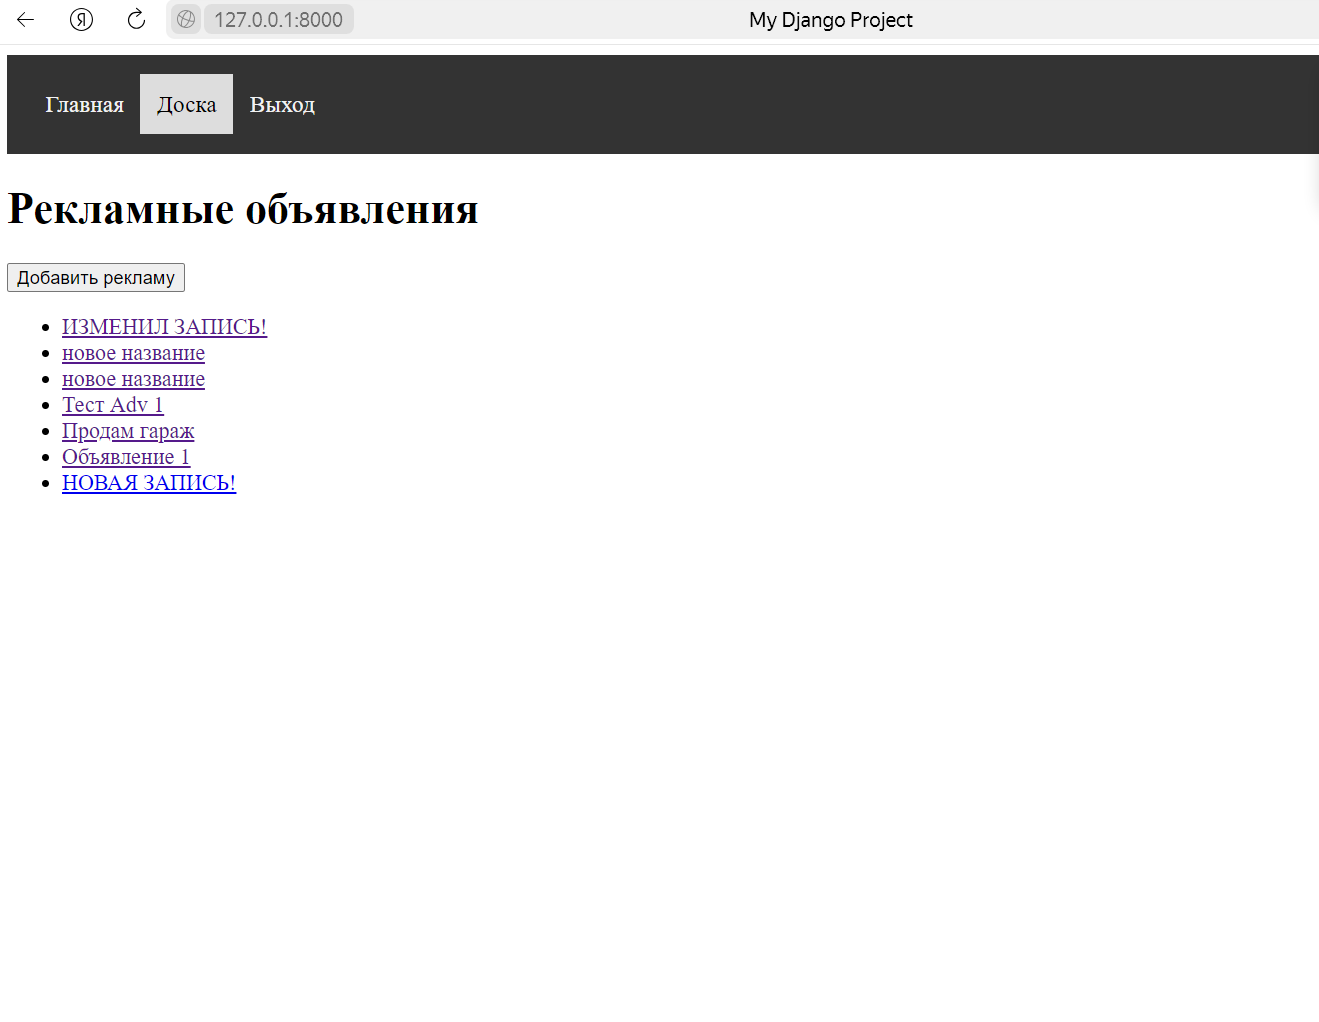 127.0.0.1:8000 My Django Project
Главная Доска Выход
Рекламные объявления
Добавить рекламу
ИЗМЕНИЛ ЗАПИСЬ!
новое название
новое название
Тест Adv 1
Продам гараж
Объявление 1
НОВАЯ ЗАПИСЬ!